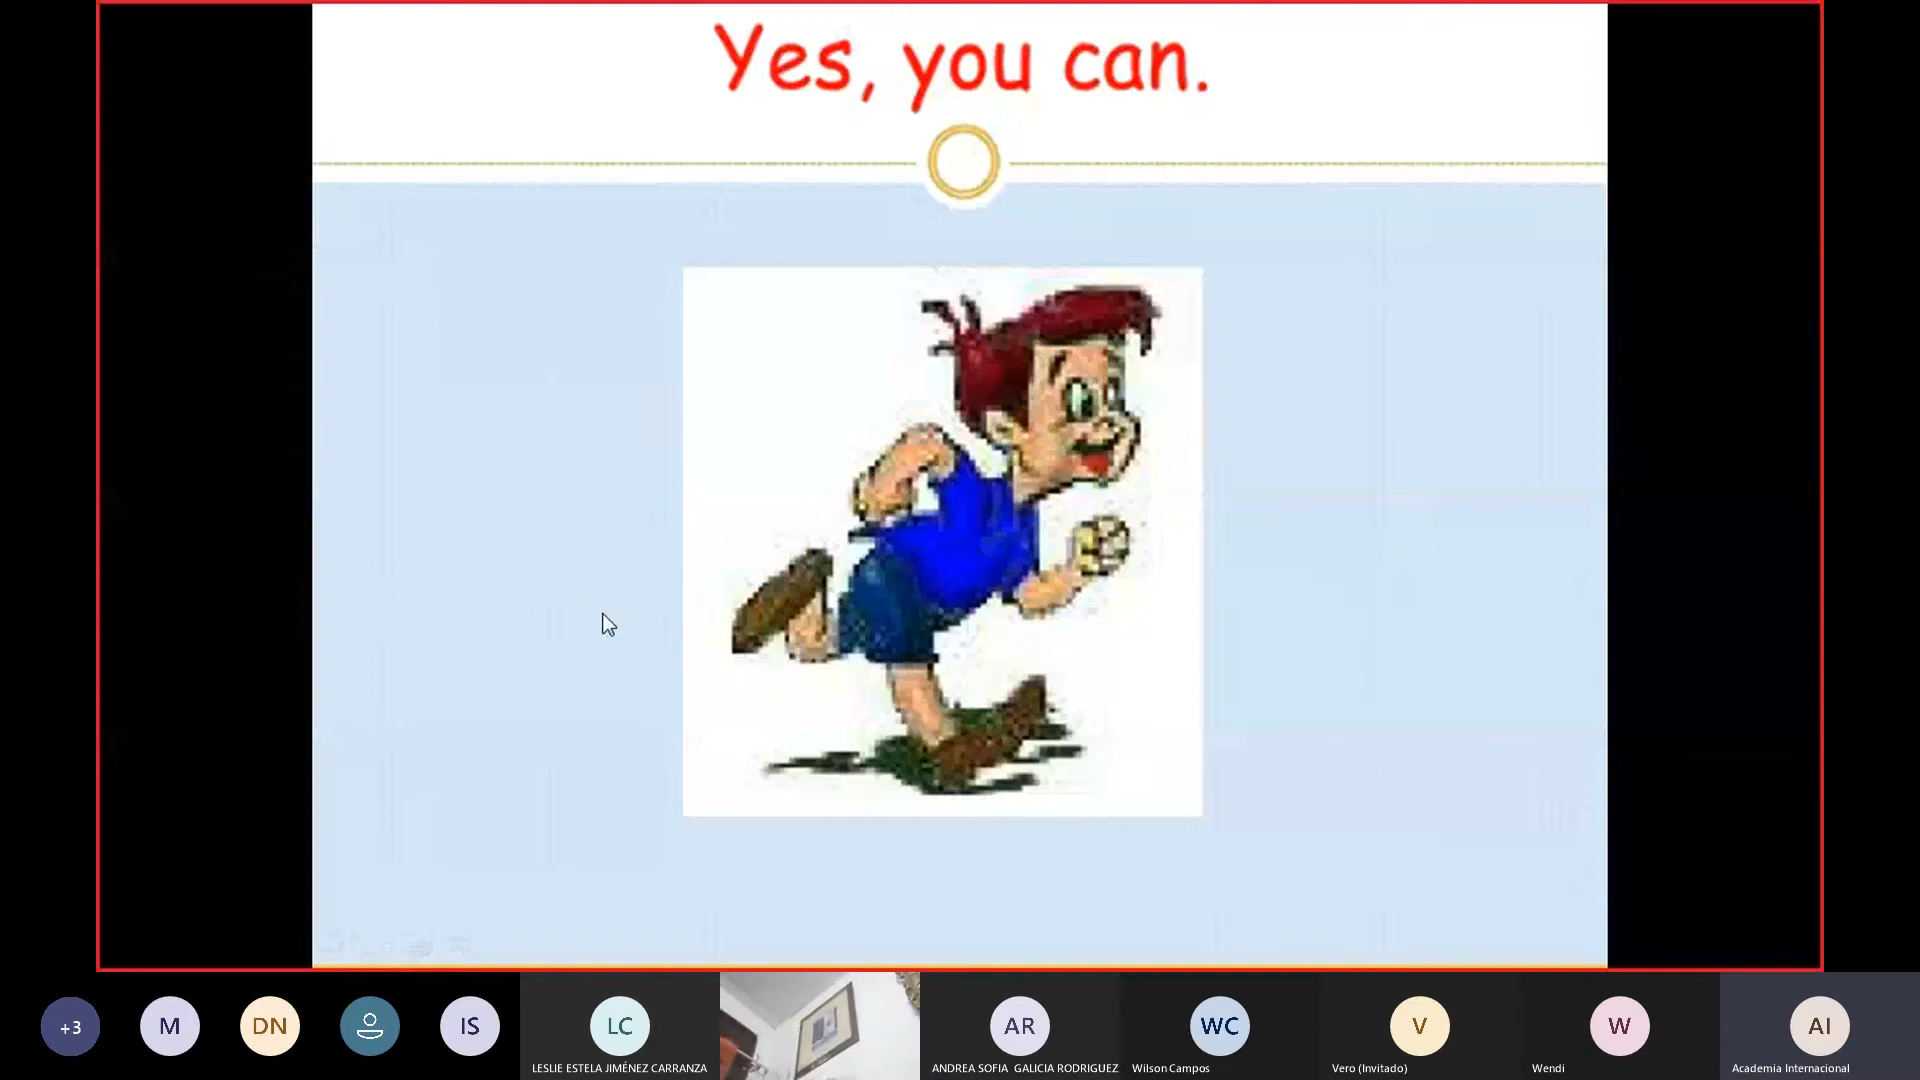 Yes, you can.
+3
M
DN
IS
LC
AR
WC
V
W
AI
LESLIE ESTELA JIMÉNEZ CARRANZA
ANDREA SOFIA GALICIA RODRIGUEZ
Wilson Campos
Vero (Invitado)
Wendi
Academia Internacional